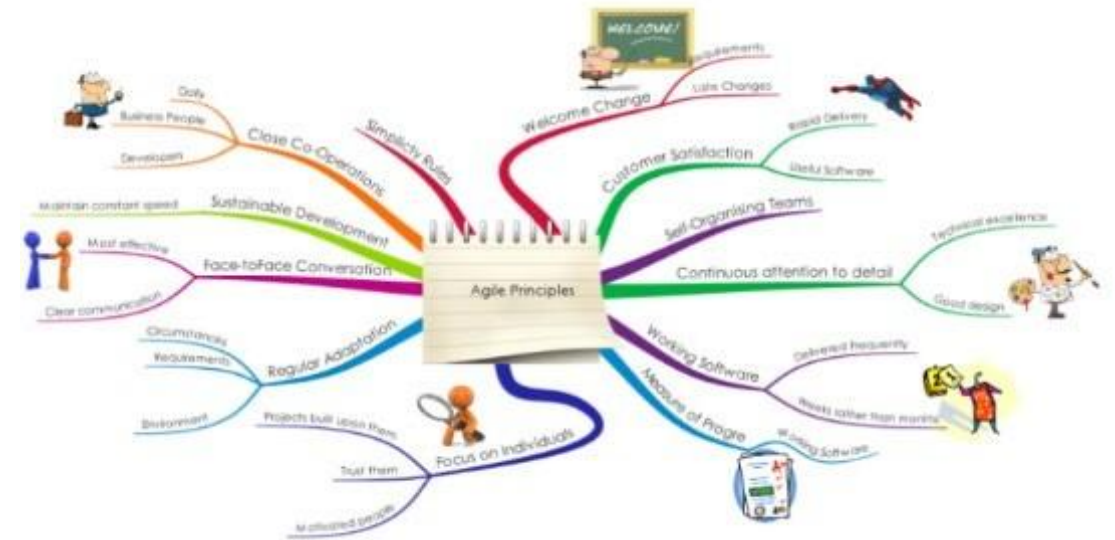 Agile Principles
WELCOME!
Welcome Change
Requirements
Late Changes
Customer Satisfaction
Rapid Delivery
Useful Software
Self-Organising Teams
Continuous attention to detail
Technical excellence
Good design
Working Software
Delivered Frequently
Weeks rather than months
Measure of Progre
Working Software
Focus on Individuals
Projects built upon them
Trust them
Motivated people
Regular Adaptation
Circumstances
Requirements
Environment
Face-toFace Conversation
Most effective
Clear communication
Sustainable Development
Maintain constant speed
Close Co-Operations
Daily
Business People
Developers
Simplicty Rules
A+